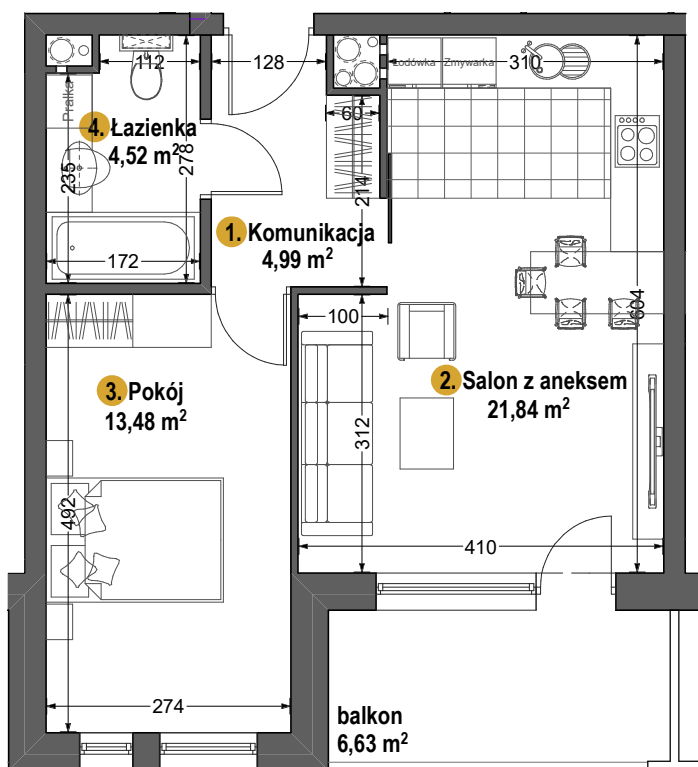 112
128
Lodówka
Zmywarka
310
Pralka
60
4. Łazienka
4,52 m²
278
235
214
1. Komunikacja
4,99 m²
172
604
100
3. Pokój
13,48 m²
2. Salon z aneksem
21,84 m²
312
492
410
274
balkon
6,63 m²